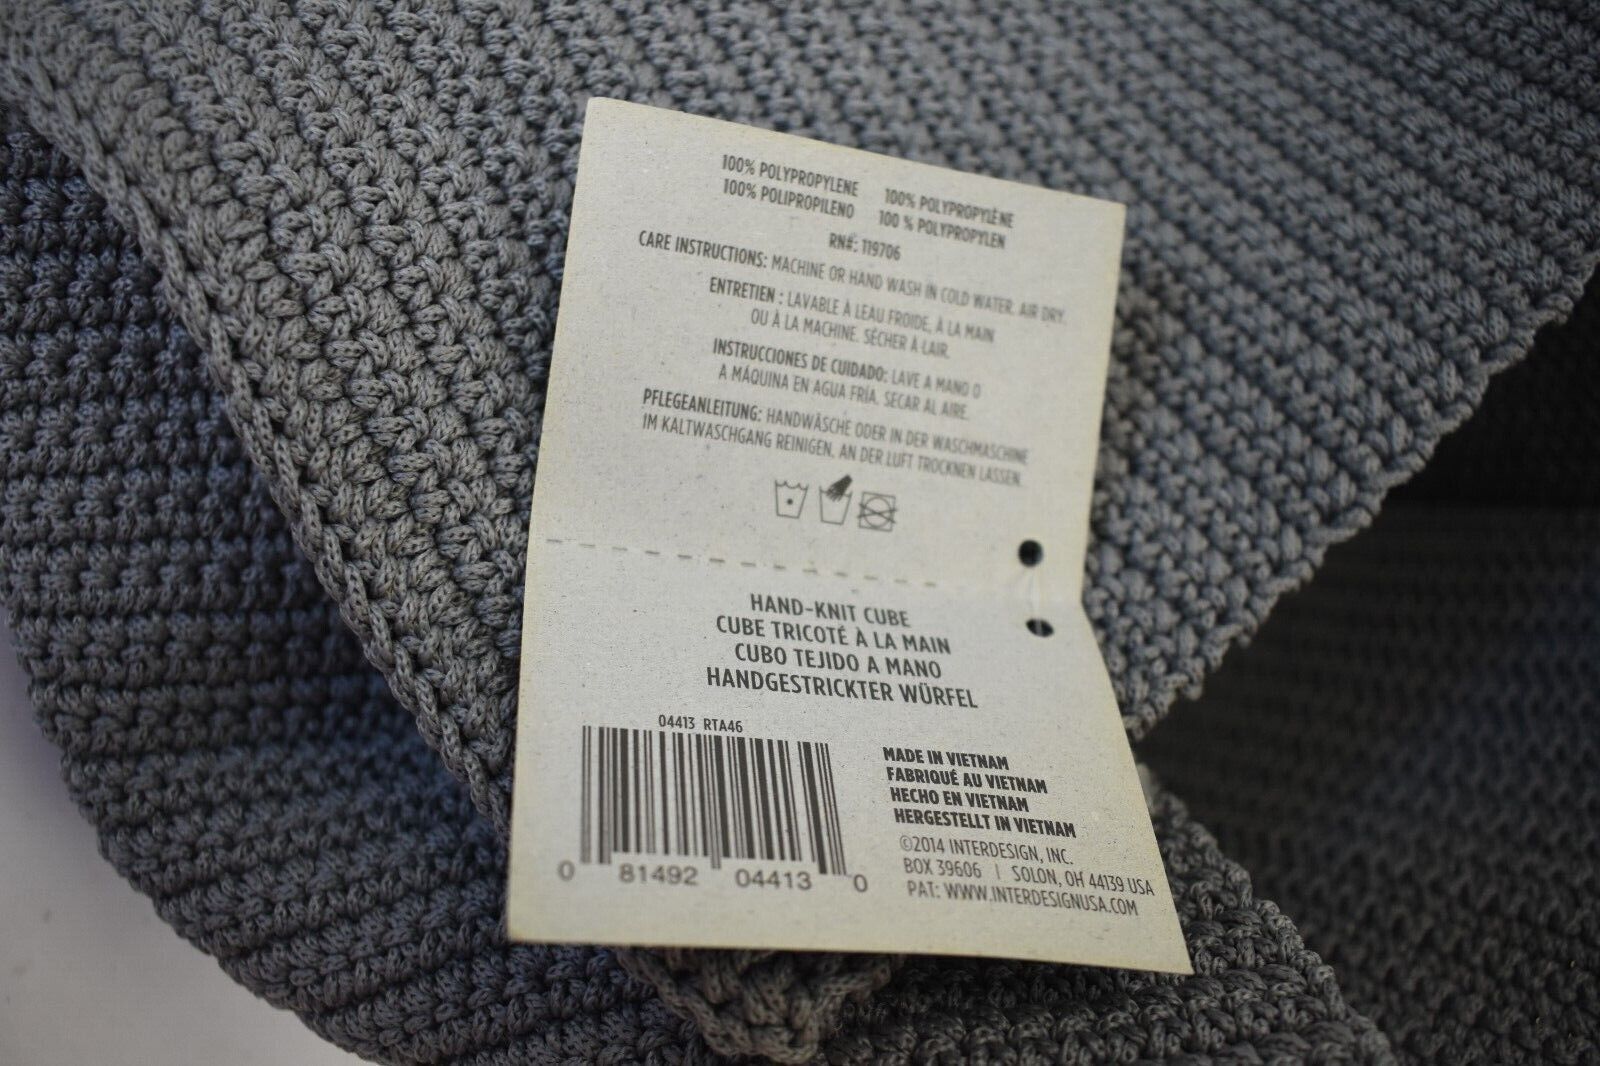 100% POLYPROPYLENE 100% POLYPROPYLÈNE
100% POLIPROPILENO 100 % POLYPROPYLEN
RN#: 119706
CARE INSTRUCTIONS: MACHINE OR HAND WASH IN COLD WATER. AIR DRY.
ENTRETIEN : LAVABLE À LEAU FROIDE, À LA MAIN
OU À LA MACHINE. SÉCHER À LAIR.
INSTRUCCIONES DE CUIDADO: LAVE A MANO O
A MÁQUINA EN AGUA FRÍA. SECAR AL AIRE.
PFLEGEANLEITUNG: HANDWÄSCHE ODER IN DER WASCHMASCHINE
IM KALTWASCHGANG REINIGEN. AN DER LUFT TROCKNEN LASSEN.
HAND-KNIT CUBE
CUBE TRICOTÉ À LA MAIN
CUBO TEJIDO A MANO
HANDGESTRICKTER WÜRFEL
04413 RTA46
0 81492 04413 0
MADE IN VIETNAM
FABRIQUÉ AU VIETNAM
HECHO EN VIETNAM
HERGESTELLT IN VIETNAM
©2014 INTERDESIGN, INC.
BOX 39606 | SOLON, OH 44139 USA
PAT: WWW.INTERDESIGNUSA.COM